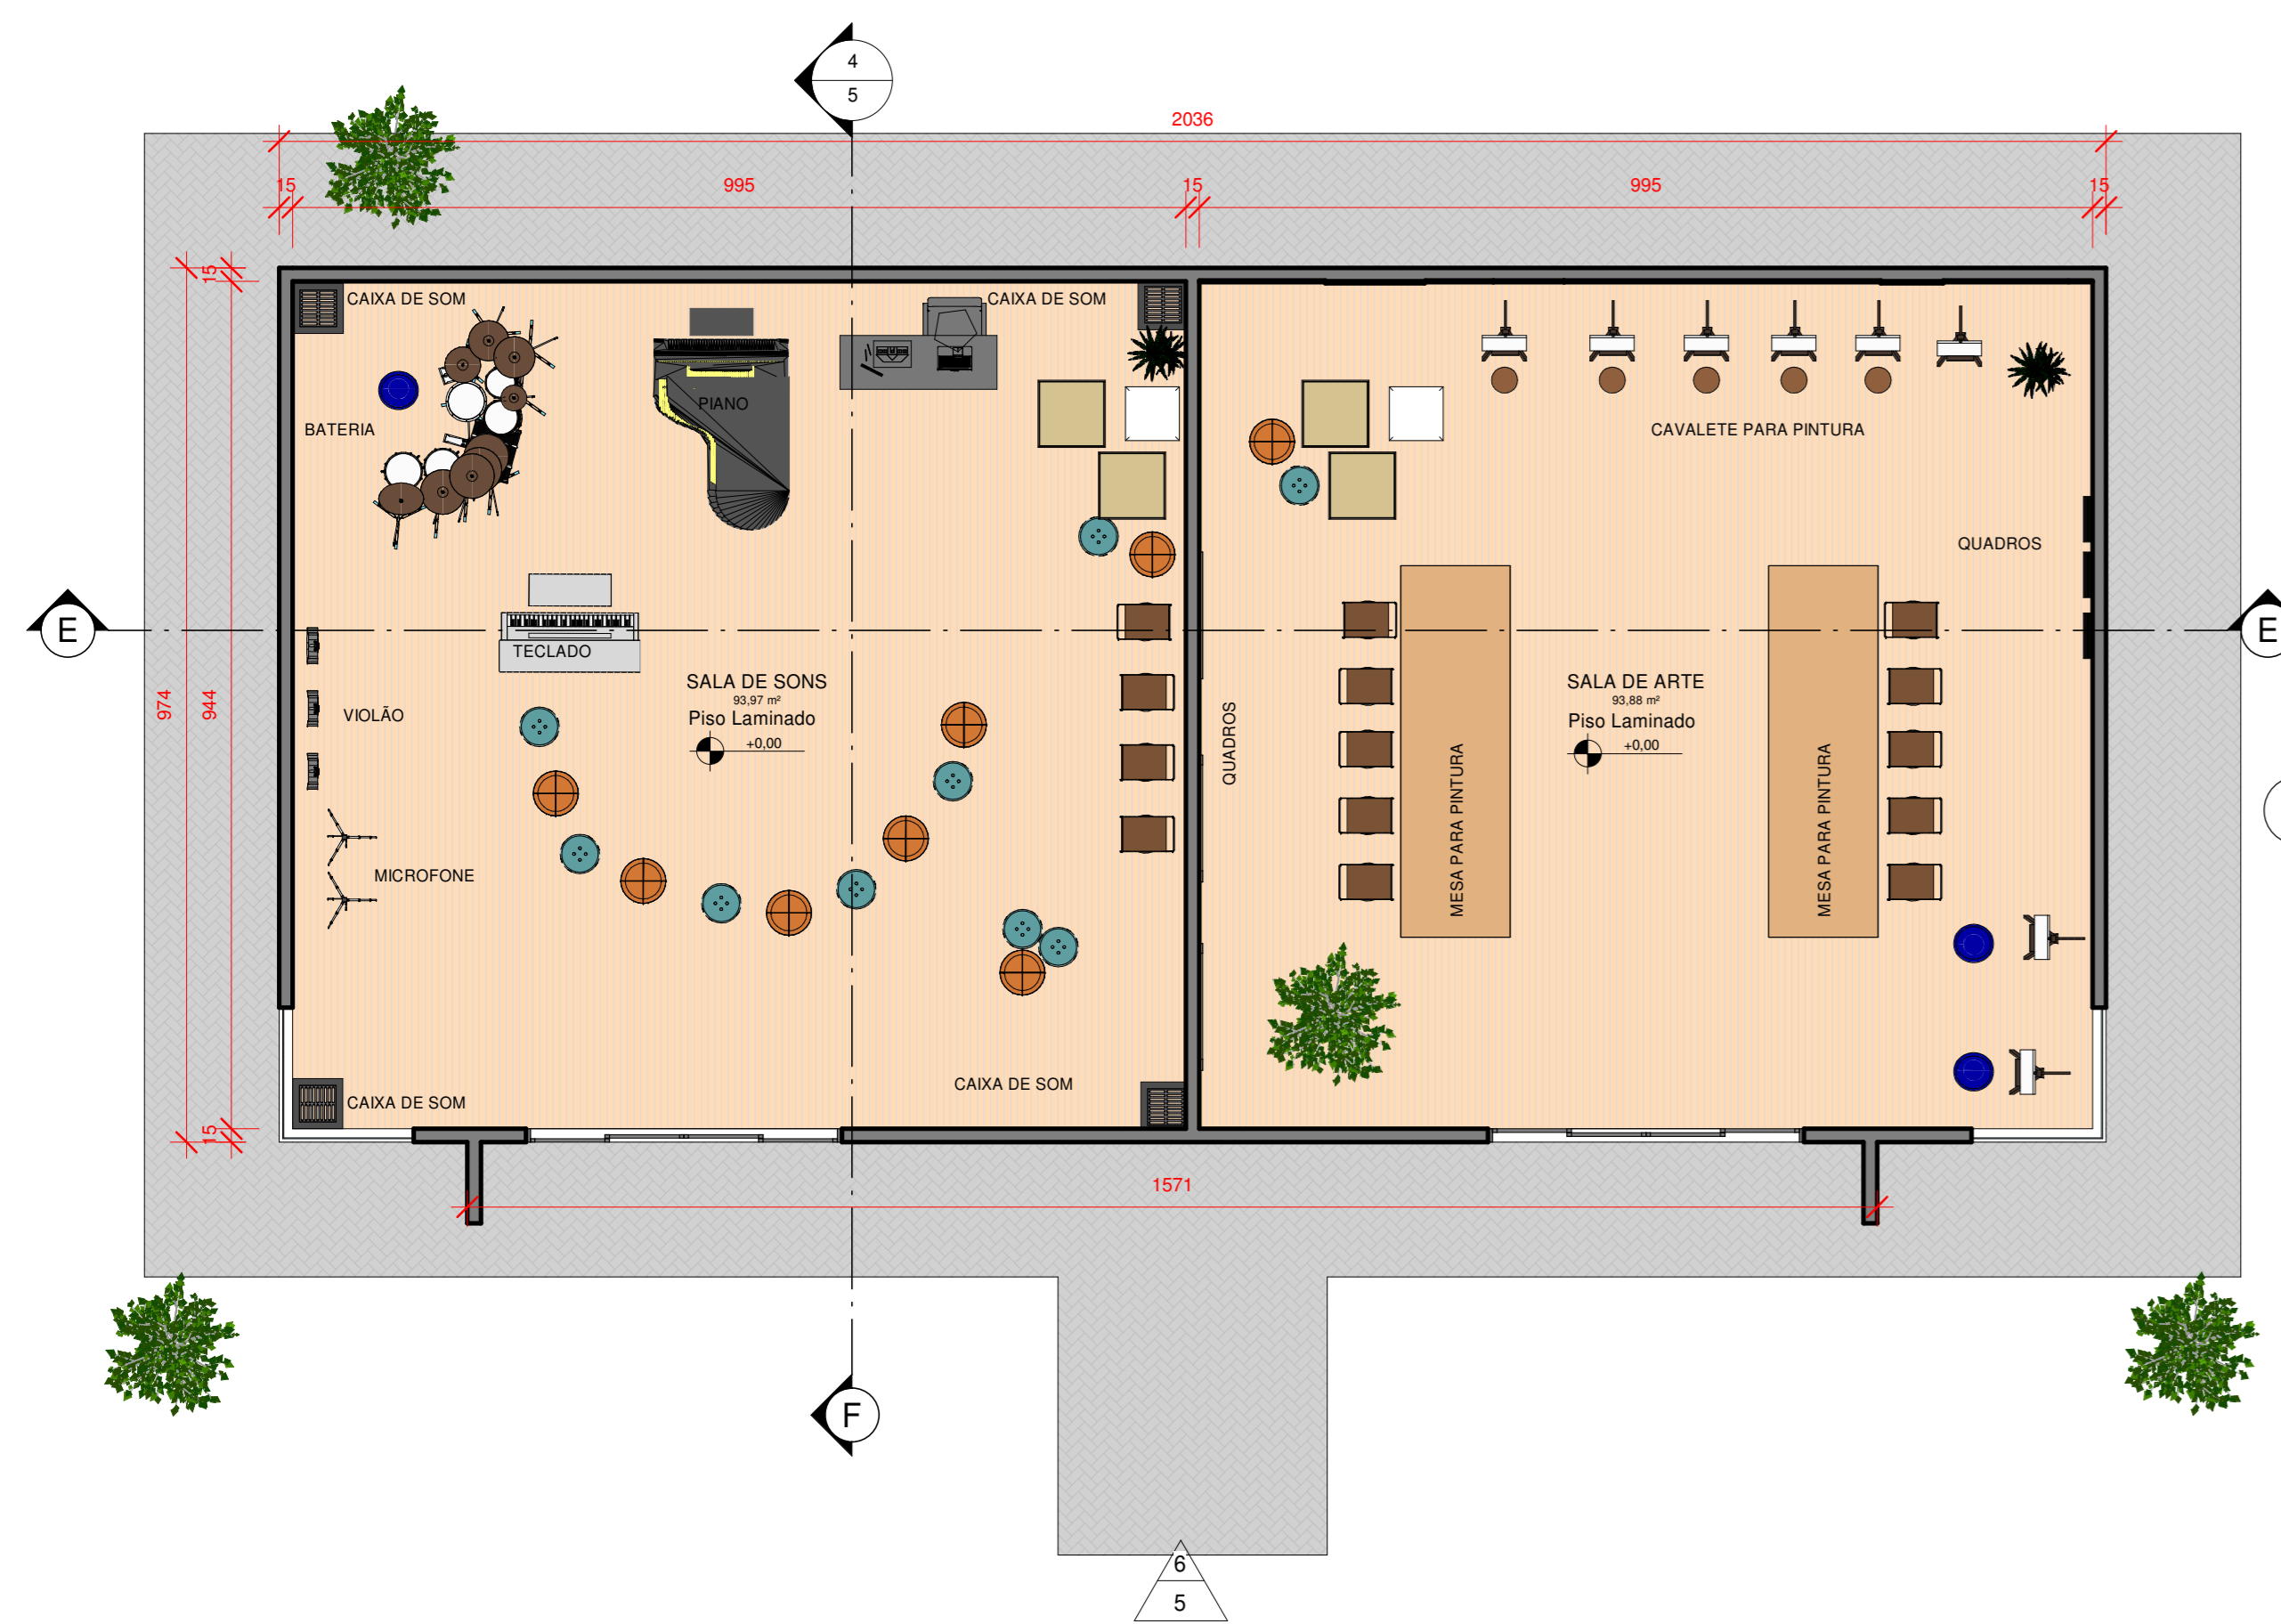 4
5
2036
15
995
15
995
15
15
CAIXA DE SOM
CAIXA DE SOM
PIANO
BATERIA
CAVALETE PARA PINTURA
QUADROS
E
E
TECLADO
974
944
SALA DE SONS
93,97 m²
Piso Laminado
+0,00
SALA DE ARTE
93,88 m²
Piso Laminado
+0,00
VIOLÃO
QUADROS
MESA PARA PINTURA
MESA PARA PINTURA
MICROFONE
CAIXA DE SOM
CAIXA DE SOM
15
1571
F
6
5